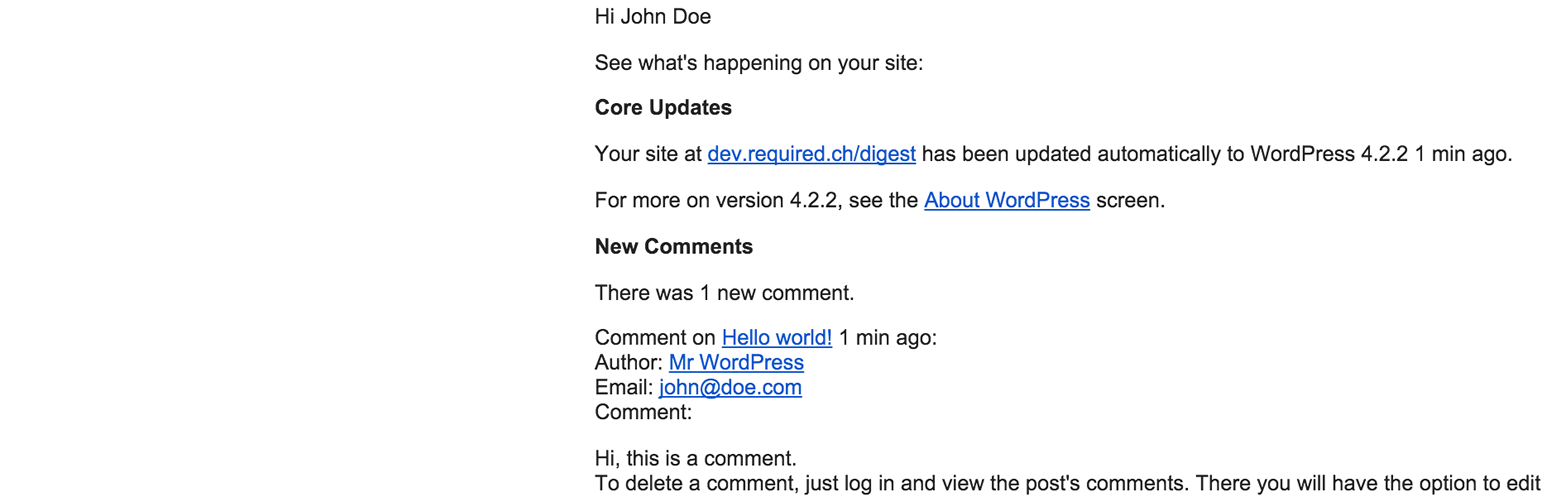 Hi John Doe
See what's happening on your site:
Core Updates
Your site at dev.required.ch/digest has been updated automatically to WordPress 4.2.2 1 min ago.
For more on version 4.2.2, see the About WordPress screen.
New Comments
There was 1 new comment.
Comment on Hello world! 1 min ago:
Author: Mr WordPress
Email: john@doe.com
Comment:
Hi, this is a comment.
To delete a comment, just log in and view the post's comments. There you will have the option to edit